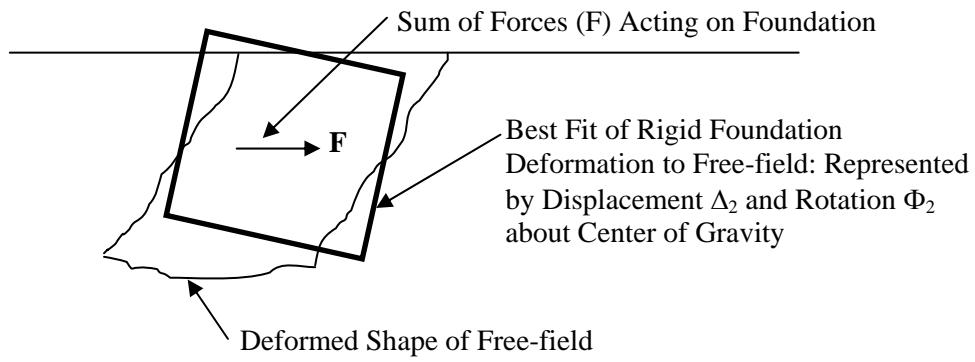 Sum of Forces (F) Acting on Foundation
F
Best Fit of Rigid Foundation
Deformation to Free-field: Represented
by Displacement Δ₂ and Rotation Φ₂
about Center of Gravity
Deformed Shape of Free-field